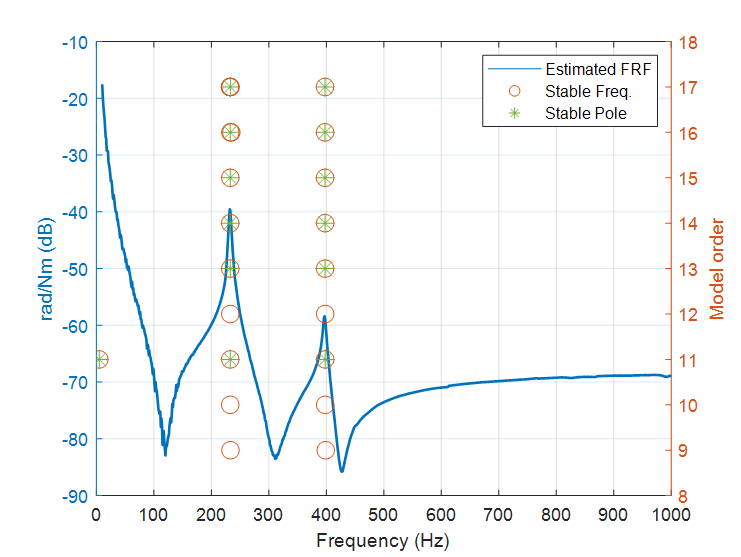 -10
-20
-30
-40
-50
-60
-70
-80
-90
rad/Nm (dB)
Estimated FRF
Stable Freq.
Stable Pole
18
17
16
15
14
13
12
11
10
9
8
Model order
0 100 200 300 400 500 600 700 800 900 1000
Frequency (Hz)